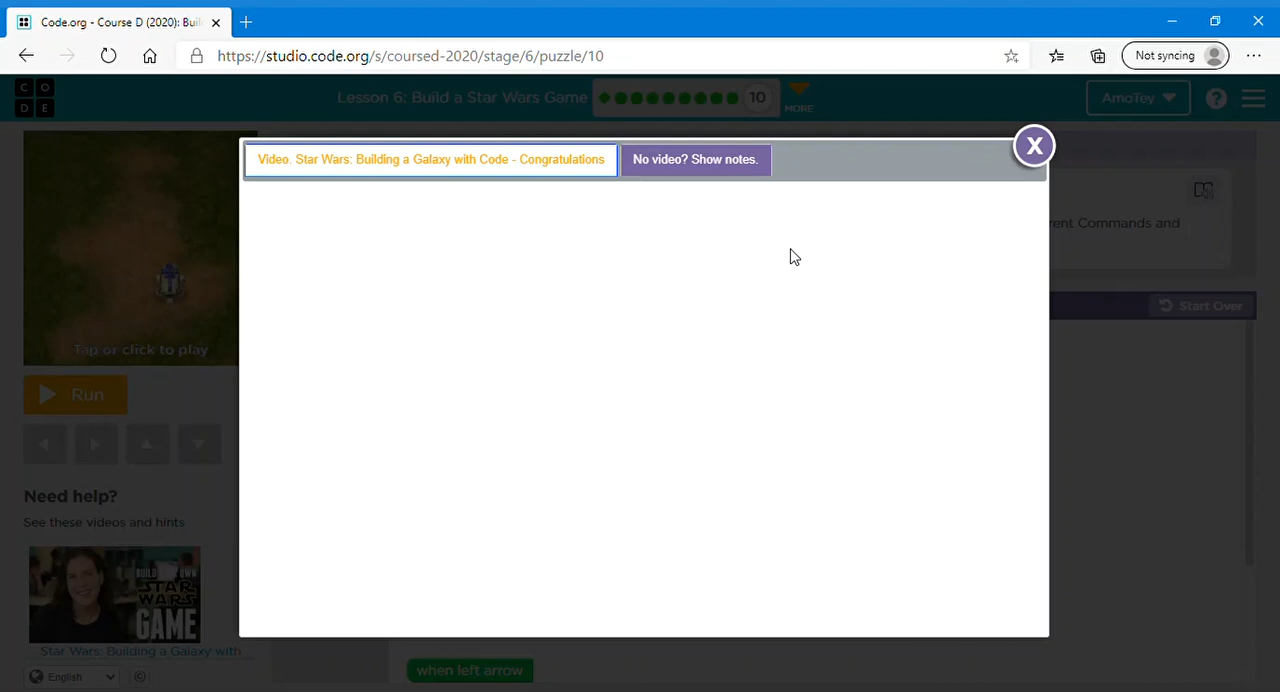 Code.org - Course D (2020): Buil
https://studio.code.org/s/coursed-2020/stage/6/puzzle/10
Not syncing
C O
D E
Lesson 6: Build a Star Wars Game
10
MORE
AmoTey
?
Video. Star Wars: Building a Galaxy with Code - Congratulations
No video? Show notes.
X
rent Commands and
Start Over
Tap or click to play
Run
Need help?
See these videos and hints
BUILD YOUR OWN
STAR
WARS
GAME
Star Wars: Building a Galaxy with
English
©
when left arrow